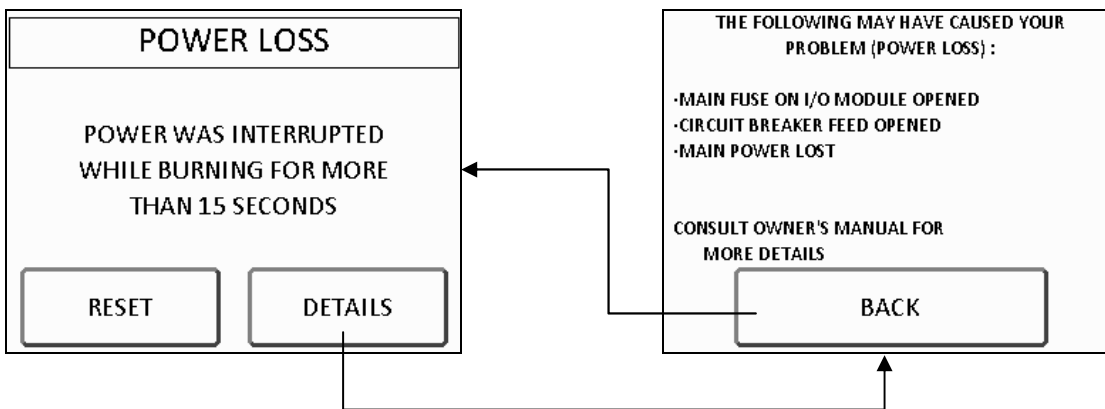 POWER LOSS
POWER WAS INTERRUPTED
WHILE BURNING FOR MORE
THAN 15 SECONDS
RESET
DETAILS
THE FOLLOWING MAY HAVE CAUSED YOUR
PROBLEM (POWER LOSS) :
·MAIN FUSE ON I/O MODULE OPENED
·CIRCUIT BREAKER FEED OPENED
·MAIN POWER LOST
CONSULT OWNER'S MANUAL FOR
MORE DETAILS
BACK